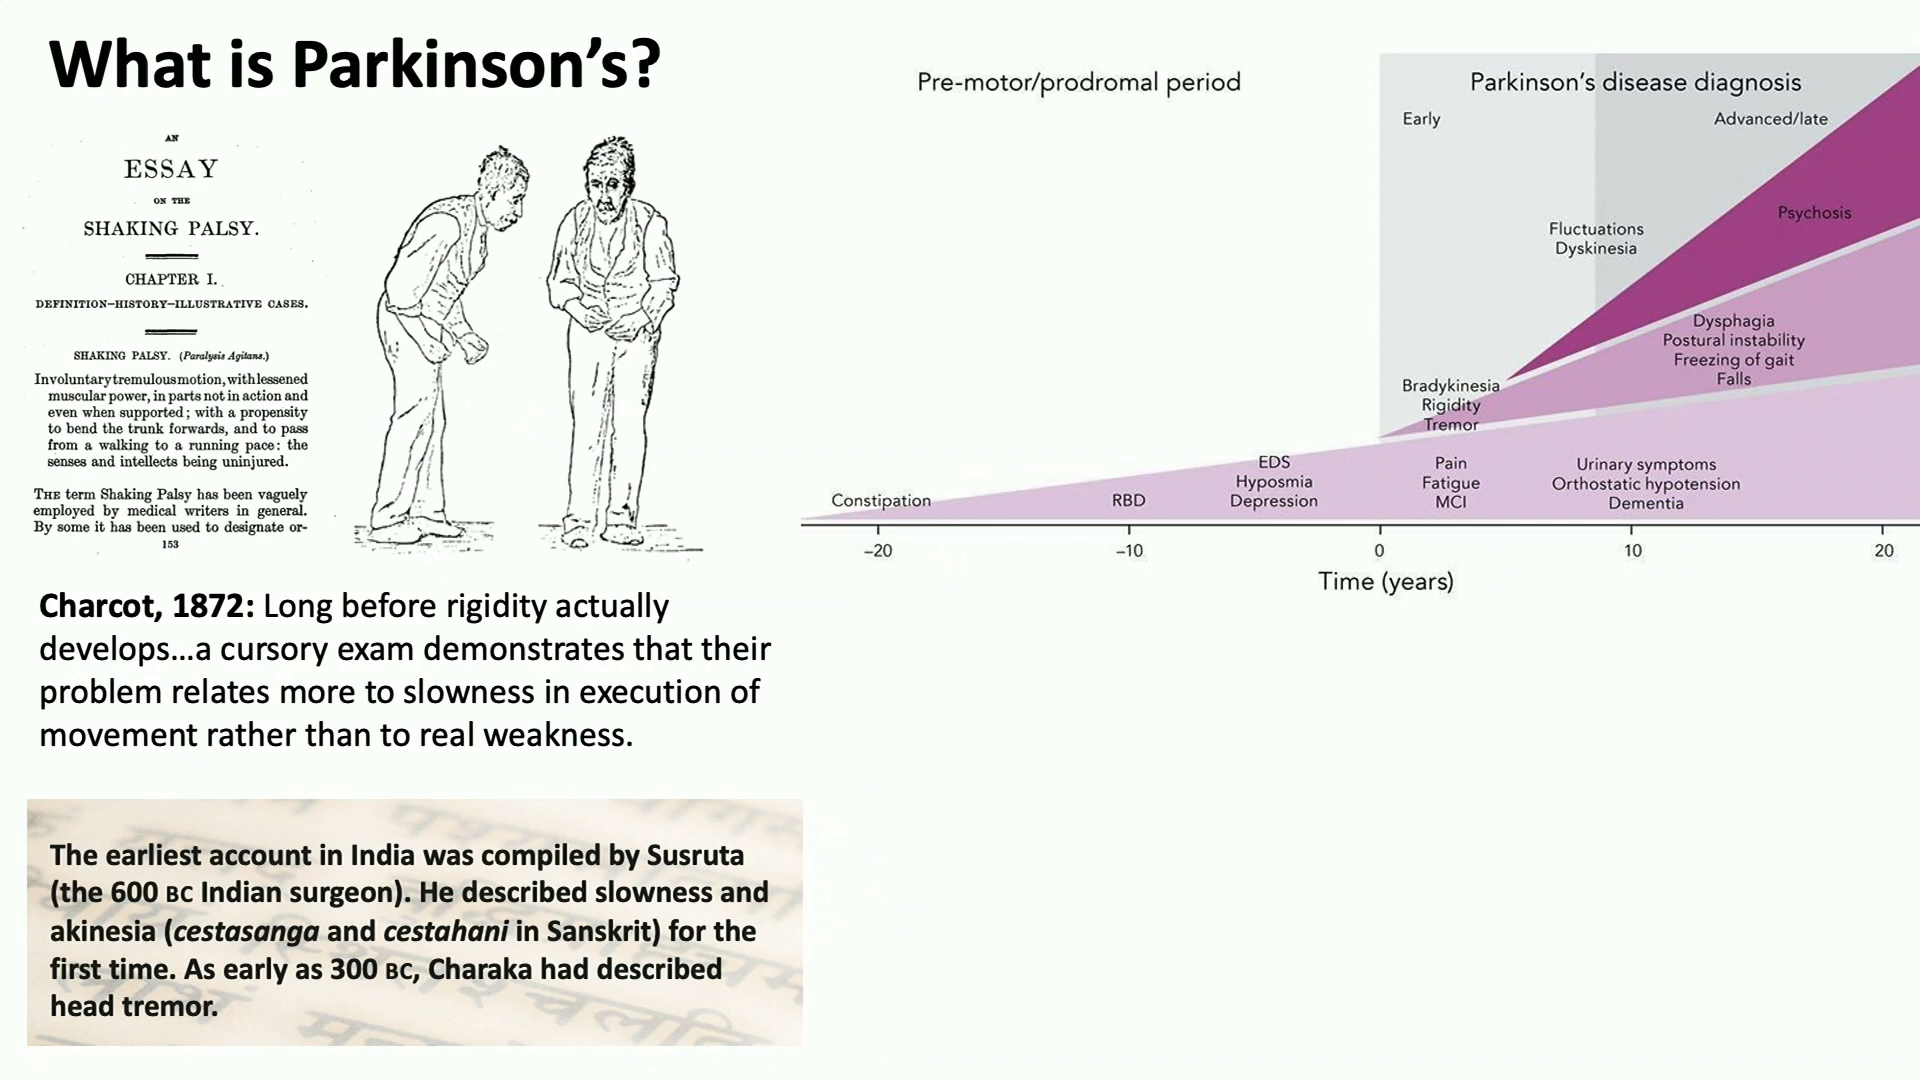 What is Parkinson’s?
AN
ESSAY
ON THE
SHAKING PALSY.
CHAPTER I.
DEFINITION—HISTORY—ILLUSTRATIVE CASES.
SHAKING PALSY. (Paralysis Agitans.)
Involuntary tremulous motion, with lessened
muscular power, in parts not in action and
even when supported; with a propensity
to bend the trunk forwards, and to pass
from a walking to a running pace: the
senses and intellects being uninjured.
THE term Shaking Palsy has been vaguely
employed by medical writers in general.
By some it has been used to designate or-
153
Charcot, 1872: Long before rigidity actually
develops...a cursory exam demonstrates that their
problem relates more to slowness in execution of
movement rather than to real weakness.
The earliest account in India was compiled by Susruta
(the 600 BC Indian surgeon). He described slowness and
akinesia (cestasanga and cestahani in Sanskrit) for the
first time. As early as 300 BC, Charaka had described
head tremor.
Pre-motor/prodromal period
Parkinson’s disease diagnosis
Early
Advanced/late
Psychosis
Fluctuations
Dyskinesia
Dysphagia
Postural instability
Freezing of gait
Falls
Bradykinesia
Rigidity
Tremor
Constipation
RBD
EDS
Hyposmia
Depression
Pain
Fatigue
MCI
Urinary symptoms
Orthostatic hypotension
Dementia
–20
–10
0
10
20
Time (years)